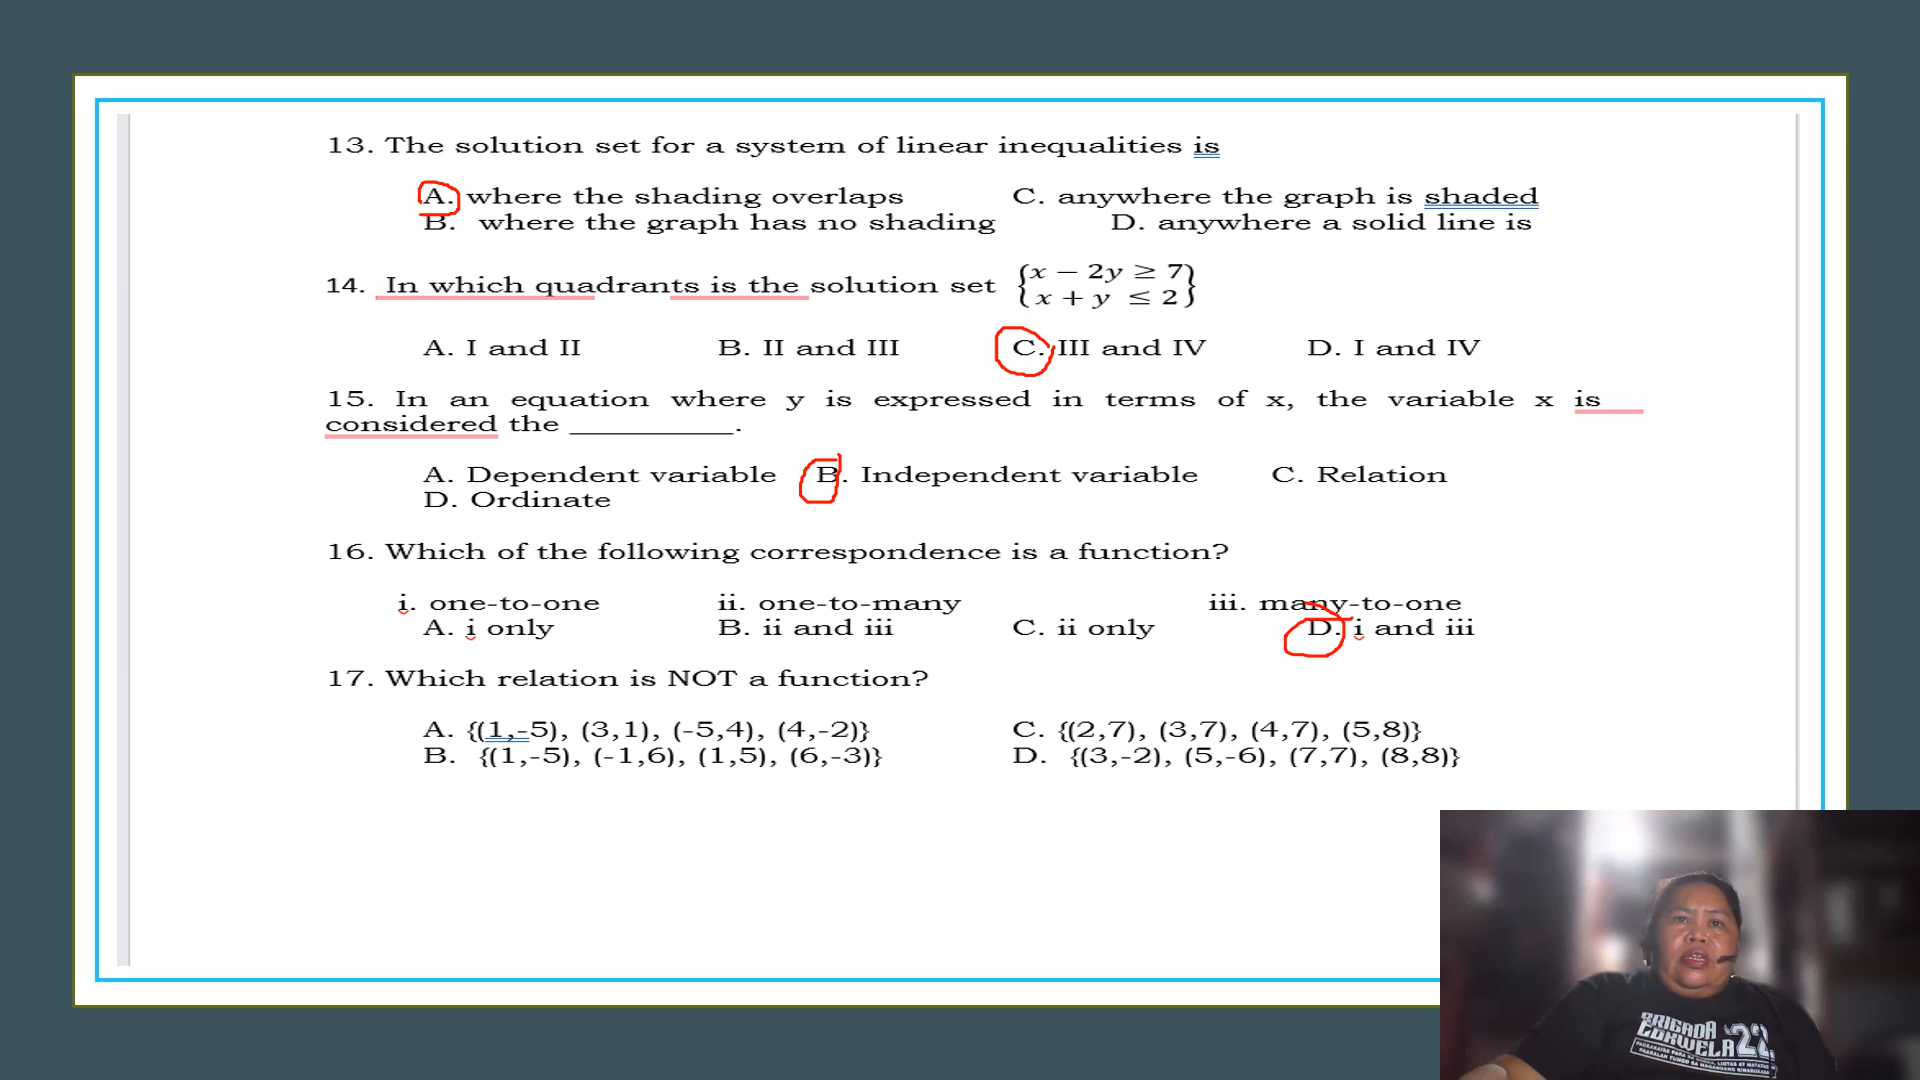 13. The solution set for a system of linear inequalities is
A. where the shading overlaps C. anywhere the graph is shaded
B. where the graph has no shading D. anywhere a solid line is
14. In which quadrants is the solution set {x − 2y ≥ 7
x + y ≤ 2}
A. I and II B. II and III C. III and IV D. I and IV
15. In an equation where y is expressed in terms of x, the variable x is
considered the __________.
A. Dependent variable B. Independent variable C. Relation
D. Ordinate
16. Which of the following correspondence is a function?
i. one-to-one ii. one-to-many iii. many-to-one
A. i only B. ii and iii C. ii only D. i and iii
17. Which relation is NOT a function?
A. {(1,-5), (3,1), (-5,4), (4,-2)} C. {(2,7), (3,7), (4,7), (5,8)}
B. {(1,-5), (-1,6), (1,5), (6,-3)} D. {(3,-2), (5,-6), (7,7), (8,8)}
BRIGADA
ESKWELA '22